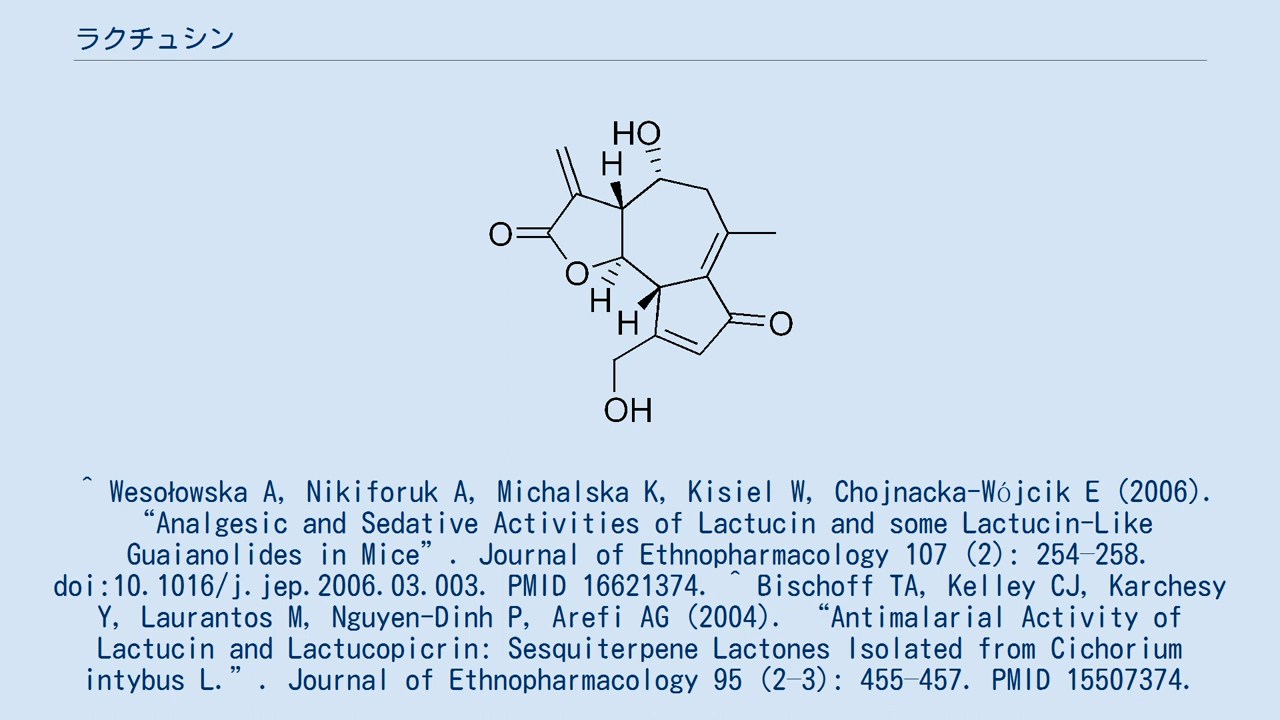 ラクチュシン
HO
H
O
O
H
H
O
OH
^ Wesołowska A, Nikiforuk A, Michalska K, Kisiel W, Chojnacka-Wójcik E (2006).
“Analgesic and Sedative Activities of Lactucin and some Lactucin-Like
Guaianolides in Mice”. Journal of Ethnopharmacology 107 (2): 254–258.
doi:10.1016/j.jep.2006.03.003. PMID 16621374. ^ Bischoff TA, Kelley CJ, Karchesy
Y, Laurantos M, Nguyen-Dinh P, Arefi AG (2004). “Antimalarial Activity of
Lactucin and Lactucopicrin: Sesquiterpene Lactones Isolated from Cichorium
intybus L.”. Journal of Ethnopharmacology 95 (2–3): 455–457. PMID 15507374.